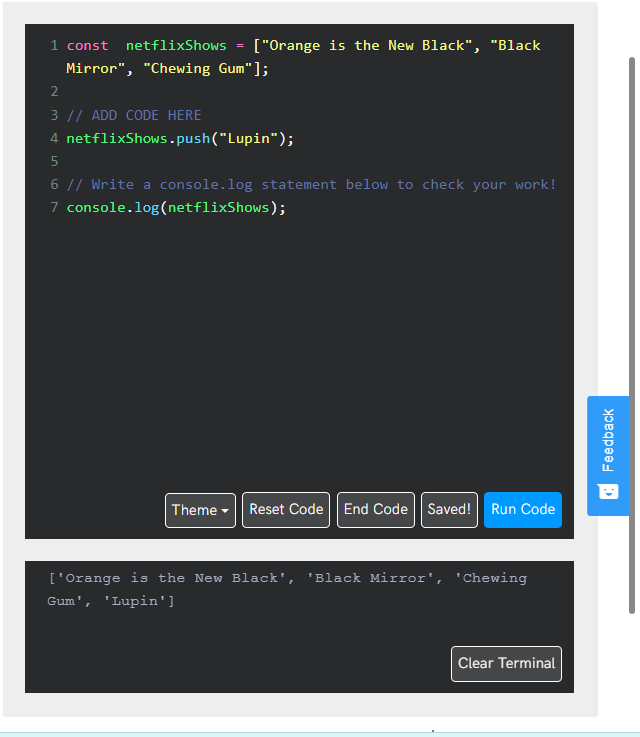 1 const  netflixShows = ["Orange is the New Black", "Black
Mirror", "Chewing Gum"];
2
3 // ADD CODE HERE
4 netflixShows.push("Lupin");
5
6 // Write a console.log statement below to check your work!
7 console.log(netflixShows);
Feedback
Theme Reset Code End Code Saved! Run Code
['Orange is the New Black', 'Black Mirror', 'Chewing
Gum', 'Lupin']
Clear Terminal